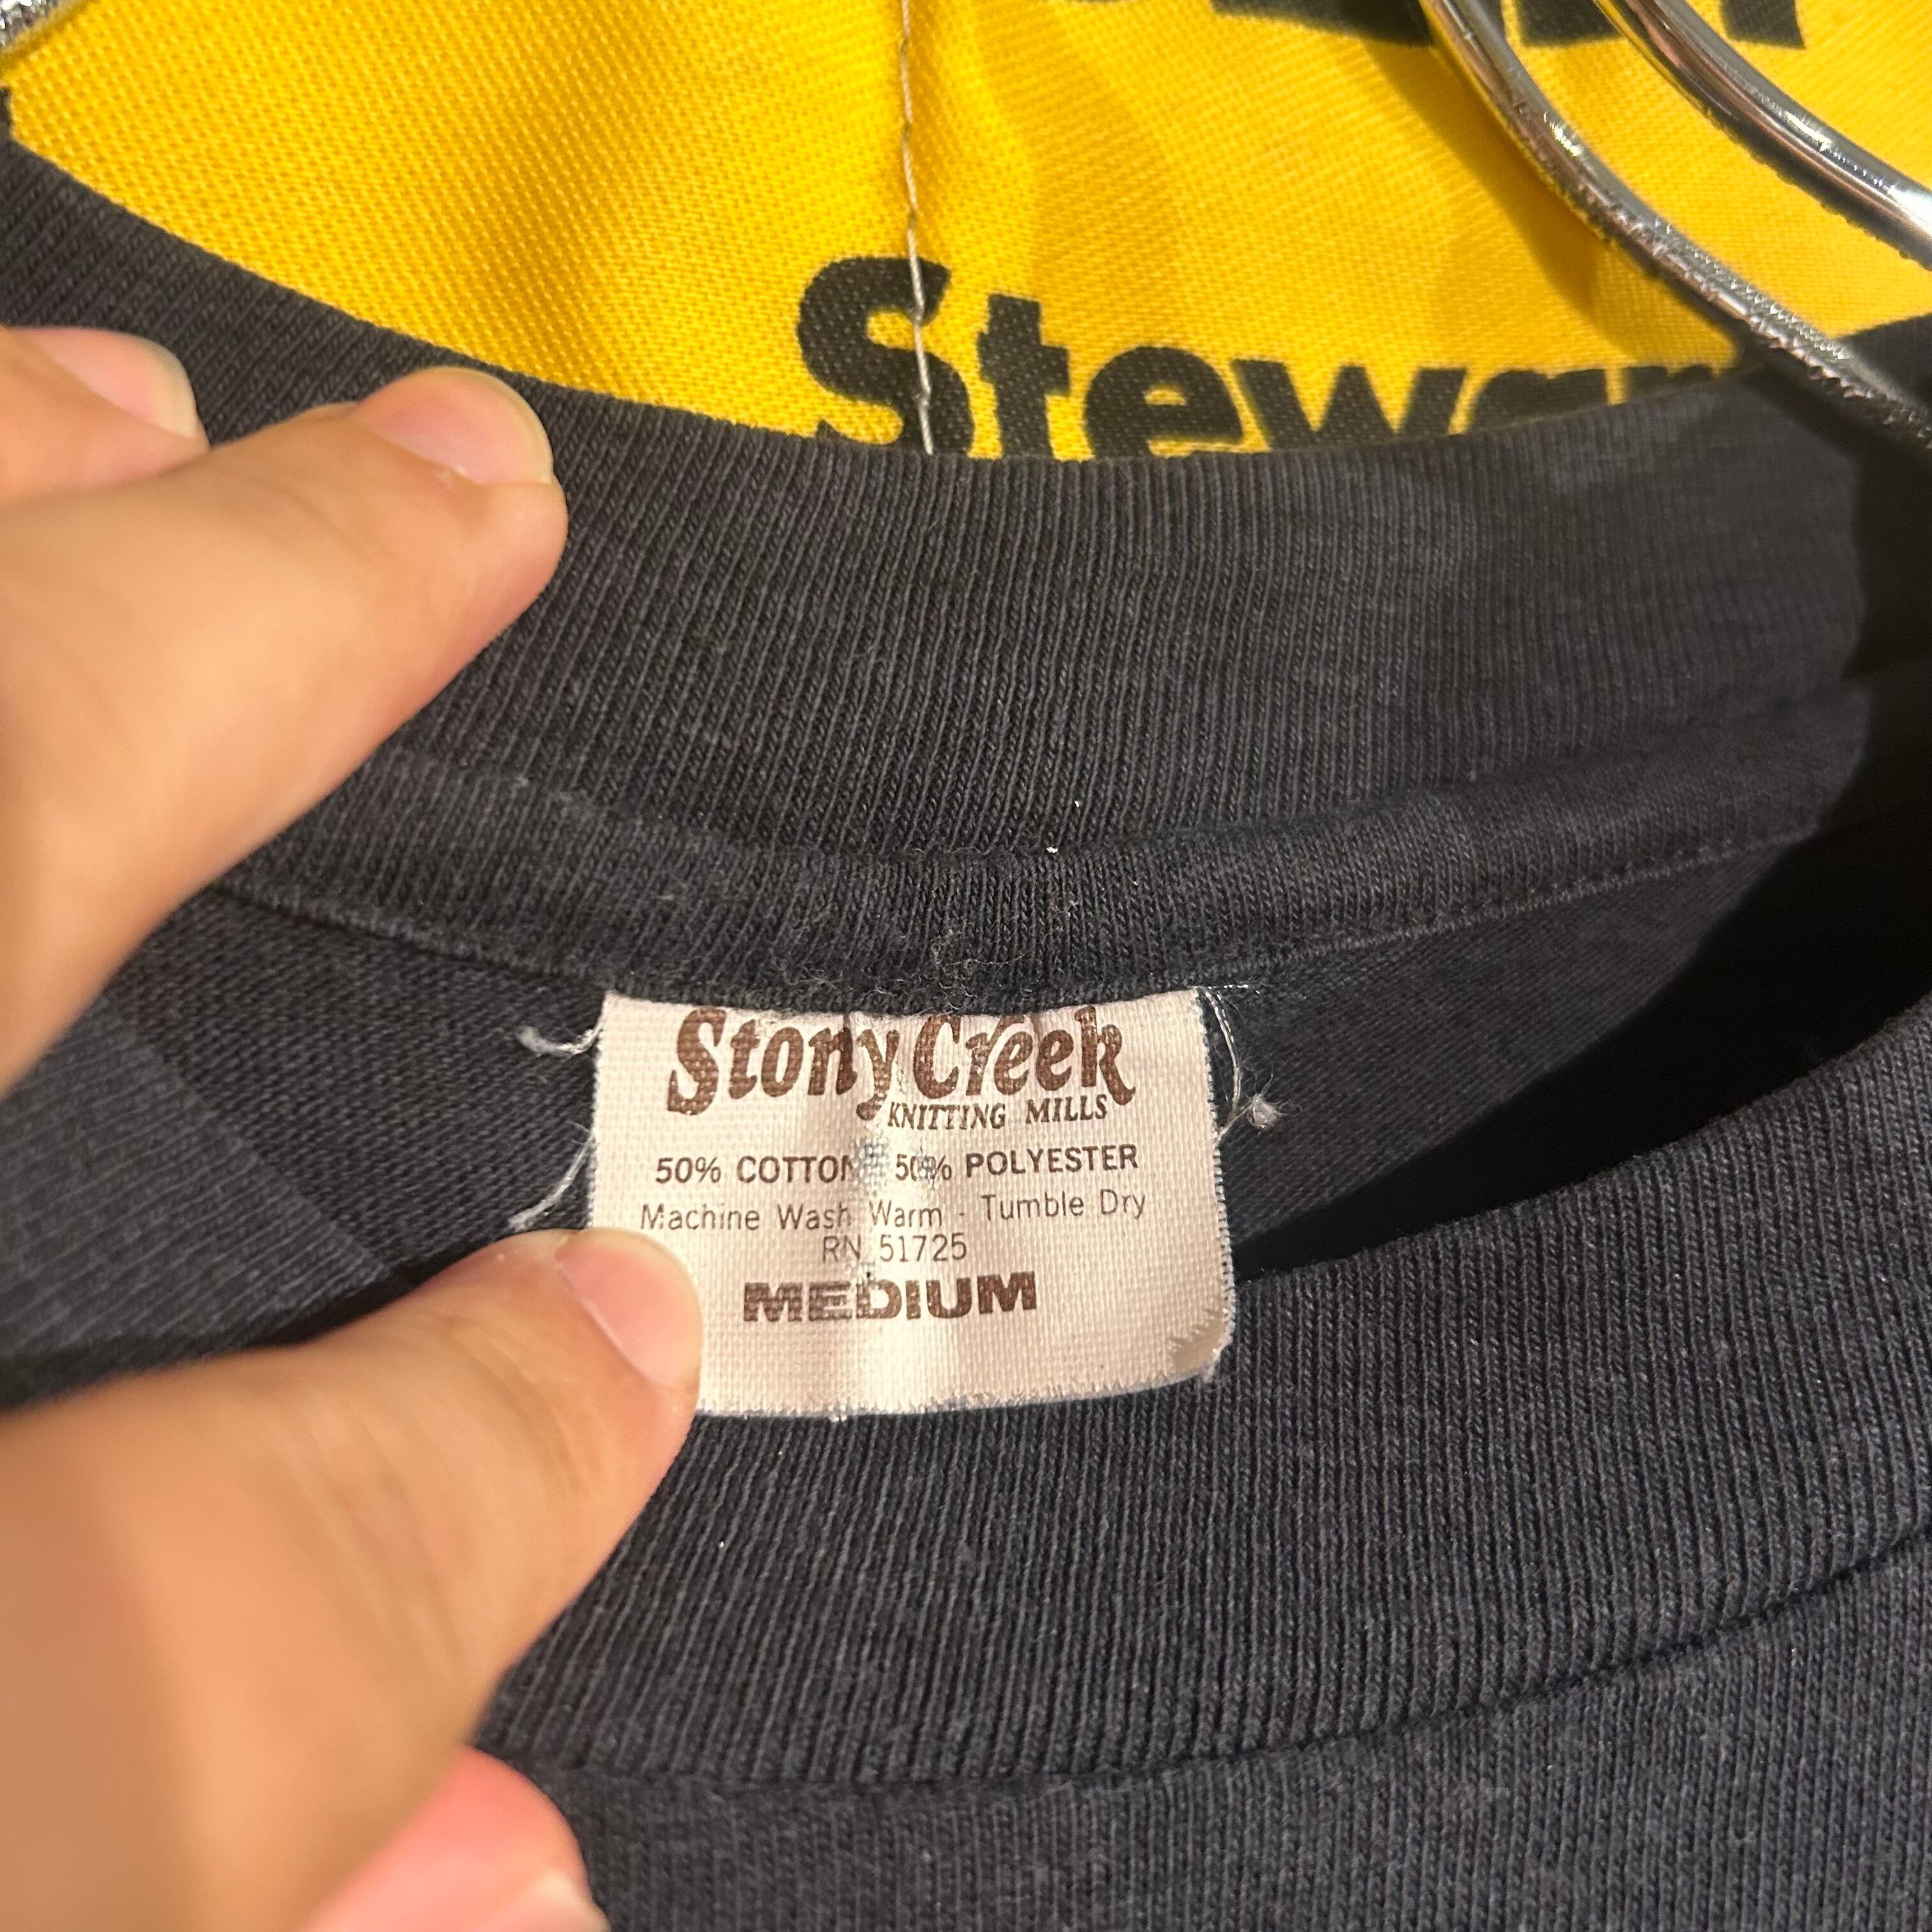 Stony Creek
KNITTING MILLS
50% COTTON 50% POLYESTER
Machine Wash Warm - Tumble Dry
RN 51725
MEDIUM